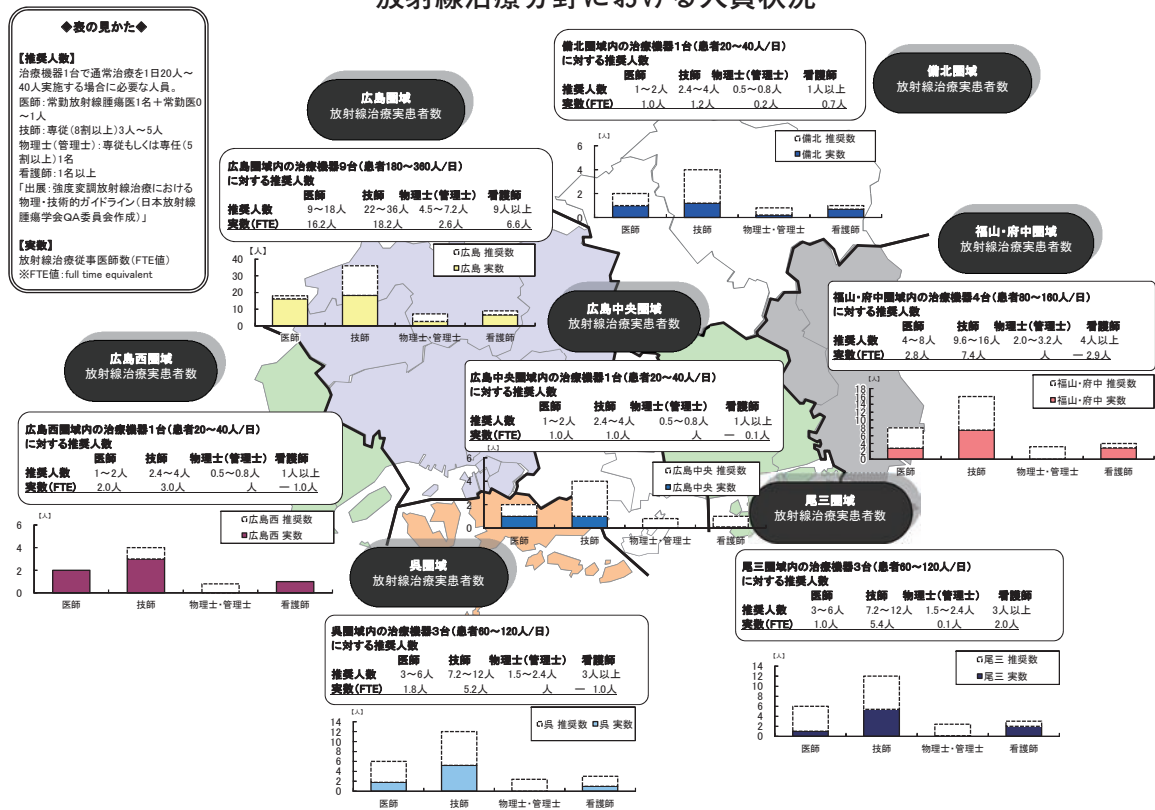 放射線治療分野における人員状況
◆表の見かた◆
【推奨人数】
治療機器1台で通常治療を1日20人～
40人実施する場合に必要な人員。
医師：常勤放射線腫瘍医1名＋常勤医0
～1人
技師：専従(8割以上)3人～5人
物理士(管理士)：専従もしくは専任(5
割以上)1名
看護師：1名以上
「出展：強度変調放射線治療における
物理・技術的ガイドライン(日本放射線
腫瘍学会QA委員会作成)」
【実数】
放射線治療従事医師数(FTE値)
※FTE値：full time equivalent
広島圏域
放射線治療実患者数
広島圏域内の治療機器9台(患者180～360人/日)
に対する推奨人数
医師 技師 物理士(管理士) 看護師
推奨人数 9～18人 22～36人 4.5～7.2人 9人以上
実数(FTE) 16.2人 18.2人 2.6人 6.6人
【人】
広島 推奨数
広島 実数
40
30
20
10
0
医師 技師 物理士・管理士 看護師
備北圏域内の治療機器1台(患者20～40人/日)
に対する推奨人数
医師 技師 物理士(管理士) 看護師
推奨人数 1～2人 2.4～4人 0.5～0.8人 1人以上
実数(FTE) 1.0人 1.2人 0.2人 0.7人
備北圏域
放射線治療実患者数
【人】
備北 推奨数
備北 実数
6
4
2
0
医師 技師 物理士・管理士 看護師
福山・府中圏域
放射線治療実患者数
福山・府中圏域内の治療機器4台(患者80～160人/日)
に対する推奨人数
医師 技師 物理士(管理士) 看護師
推奨人数 4～8人 9.6～16人 2.0～3.2人 4人以上
実数(FTE) 2.8人 7.4人 人 － 2.9人
【人】
福山・府中 推奨数
福山・府中 実数
18
16
14
12
10
8
6
4
2
0
医師 技師 物理士・管理士 看護師
広島中央圏域
放射線治療実患者数
広島中央圏域内の治療機器1台(患者20～40人/日)
に対する推奨人数
医師 技師 物理士(管理士) 看護師
推奨人数 1～2人 2.4～4人 0.5～0.8人 1人以上
実数(FTE) 1.0人 1.0人 人 － 0.1人
【人】
広島中央 推奨数
広島中央 実数
6
4
2
0
医師 技師 物理士・管理士 看護師
広島西圏域
放射線治療実患者数
広島西圏域内の治療機器1台(患者20～40人/日)
に対する推奨人数
医師 技師 物理士(管理士) 看護師
推奨人数 1～2人 2.4～4人 0.5～0.8人 1人以上
実数(FTE) 2.0人 3.0人 人 － 1.0人
【人】
広島西 推奨数
広島西 実数
6
4
2
0
医師 技師 物理士・管理士 看護師
呉圏域
放射線治療実患者数
呉圏域内の治療機器3台(患者60～120人/日)
に対する推奨人数
医師 技師 物理士(管理士) 看護師
推奨人数 3～6人 7.2～12人 1.5～2.4人 3人以上
実数(FTE) 1.8人 5.2人 人 － 1.0人
【人】
呉 推奨数 呉 実数
14
12
10
8
6
4
2
0
医師 技師 物理士・管理士 看護師
尾三圏域
放射線治療実患者数
尾三圏域内の治療機器3台(患者60～120人/日)
に対する推奨人数
医師 技師 物理士(管理士) 看護師
推奨人数 3～6人 7.2～12人 1.5～2.4人 3人以上
実数(FTE) 1.0人 5.4人 0.1人 2.0人
【人】
尾三 推奨数
尾三 実数
14
12
10
8
6
4
2
0
医師 技師 物理士・管理士 看護師